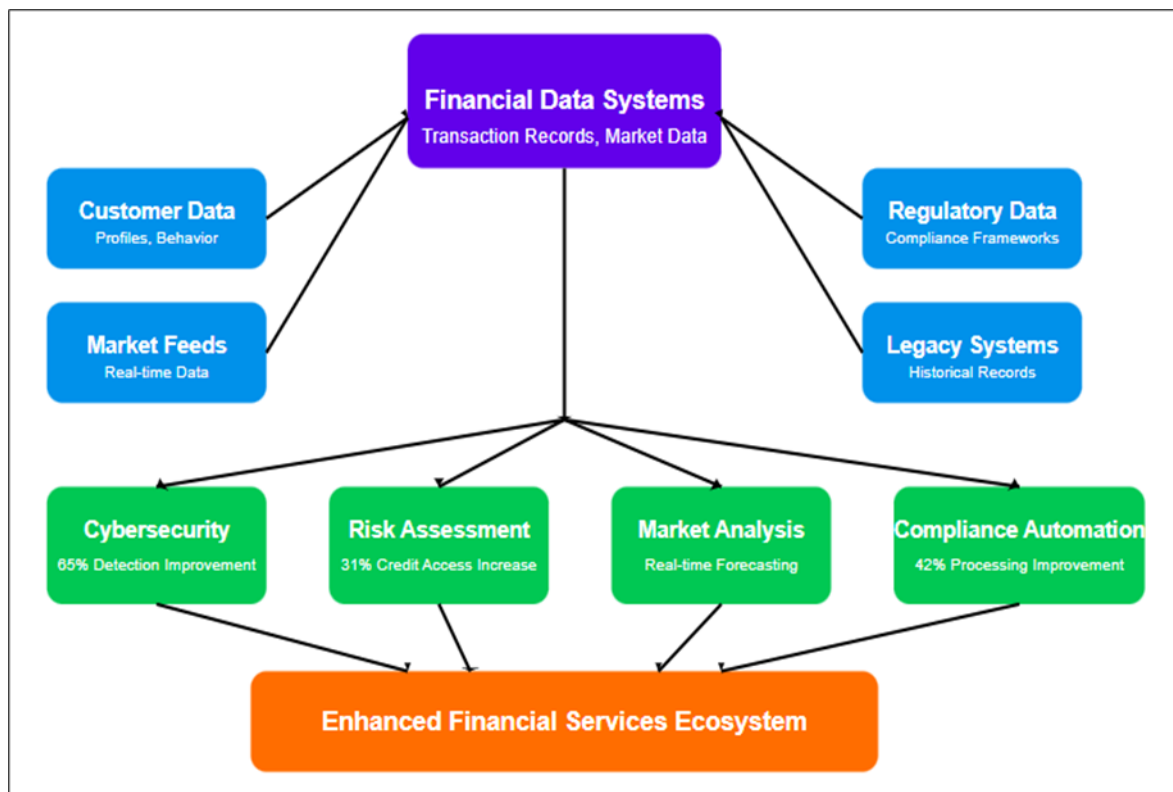 Financial Data Systems
Transaction Records, Market Data
Customer Data
Profiles, Behavior
Regulatory Data
Compliance Frameworks
Market Feeds
Real-time Data
Legacy Systems
Historical Records
Cybersecurity
65% Detection Improvement
Risk Assessment
31% Credit Access Increase
Market Analysis
Real-time Forecasting
Compliance Automation
42% Processing Improvement
Enhanced Financial Services Ecosystem